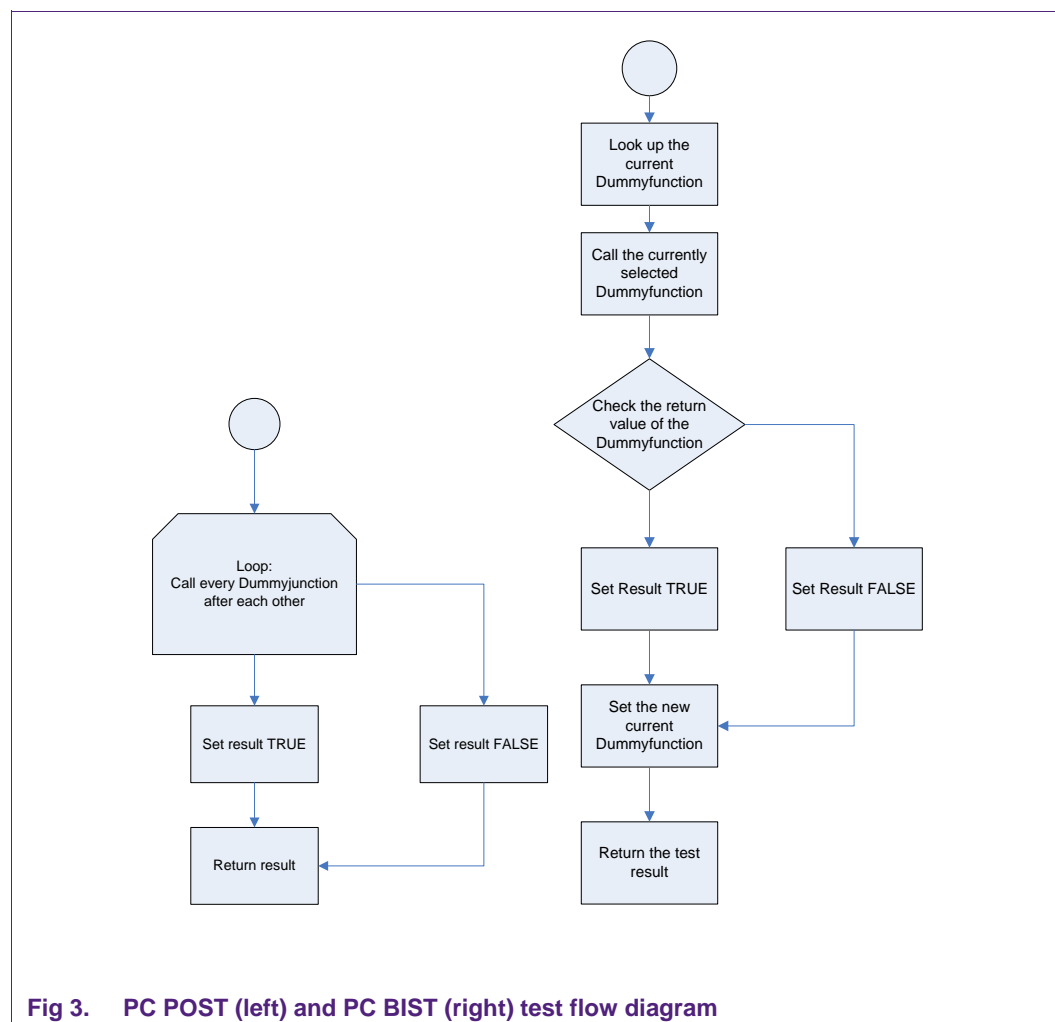 Look up the
current
Dummyfunction
Call the currently
selected
Dummyfunction
Check the return
value of the
Dummyfunction
Set Result TRUE
Set Result FALSE
Set the new
current
Dummyfunction
Return the test
result
Loop:
Call every Dummyjunction
after each other
Set result TRUE
Set result FALSE
Return result
Fig 3. PC POST (left) and PC BIST (right) test flow diagram